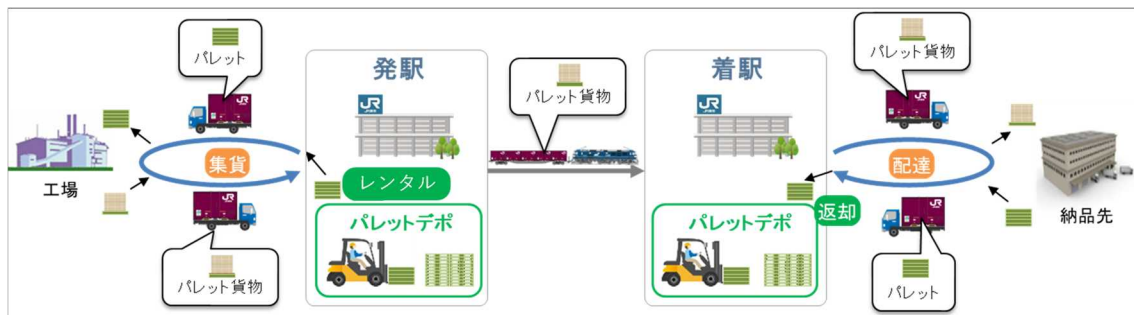 パレット
発駅
JR
パレット貨物
着駅
JR
パレット貨物
工場
集貨
レンタル
パレットデポ
パレット貨物
配達
返却
パレットデポ
納品先
パレット